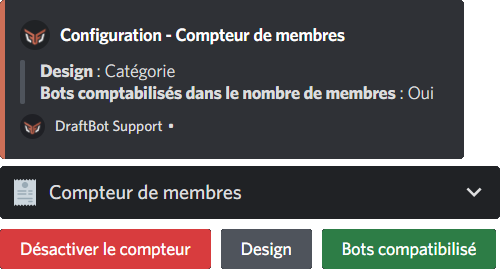 Configuration - Compteur de membres
Design : Catégorie
Bots comptabilisés dans le nombre de membres : Oui
DraftBot Support •
Compteur de membres
Désactiver le compteur
Design
Bots compatibilisé